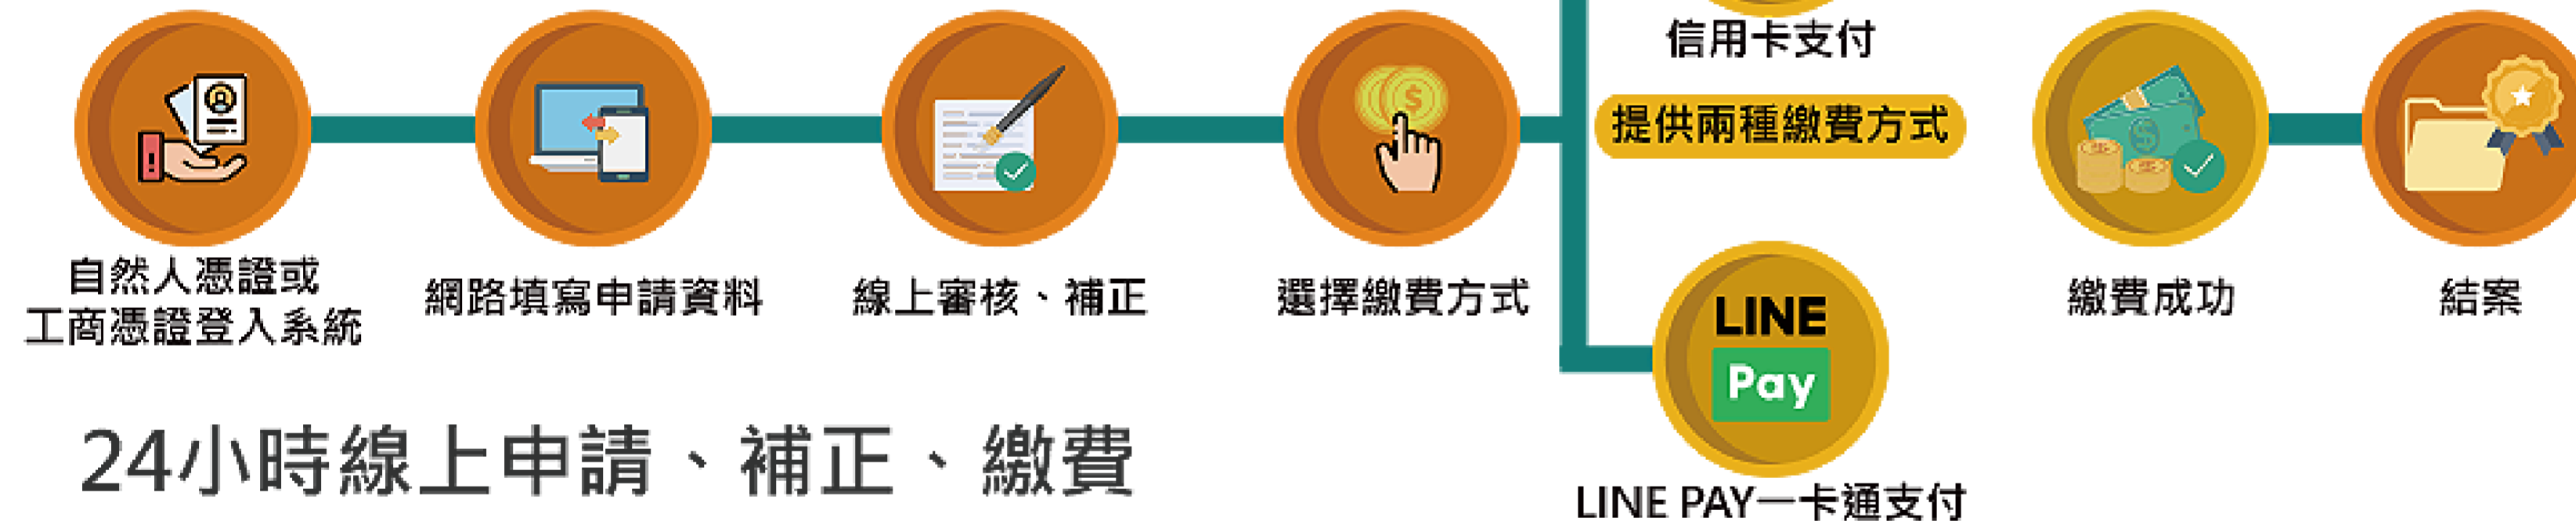 自然人憑證或
工商憑證登入系統
網路填寫申請資料
線上審核、補正
選擇繳費方式
信用卡支付
提供兩種繳費方式
LINE
Pay
LINE PAY一卡通支付
繳費成功
結案
24小時線上申請、補正、繳費